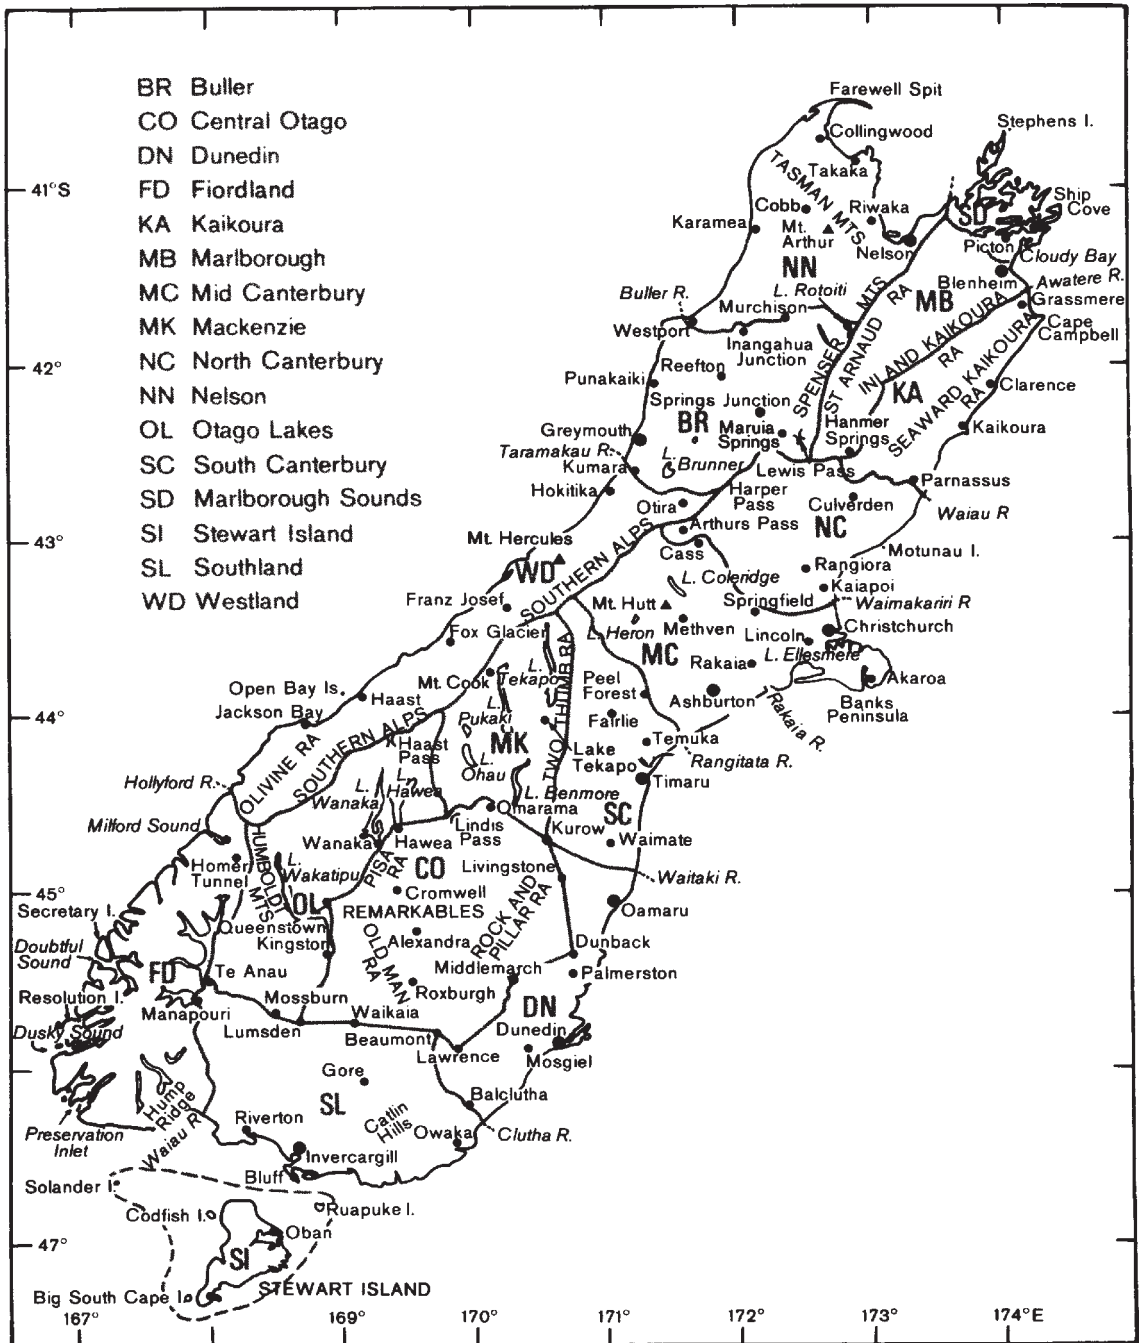 BR Buller
CO Central Otago
DN Dunedin
FD Fiordland
KA Kaikoura
MB Marlborough
MC Mid Canterbury
MK Mackenzie
NC North Canterbury
NN Nelson
OL Otago Lakes
SC South Canterbury
SD Marlborough Sounds
SI Stewart Island
SL Southland
WD Westland
Farewell Spit
Collingwood
Stephens I.
TASMAN MTS
Takaka
41°S
Cobb
Riwaka
SD
Ship
Cove
Karamea
Mt.
Arthur
Nelson
Picton
Cloudy Bay
NN
Blenheim
Awatere R.
L. Rotoiti
MB
Grassmere
Buller R.
Murchison
Westport
Cape
Campbell
Inangahua
Junction
SPENSER MTS
ST ARNAUD RA
INLAND KAIKOURA
RA
SEAWARD KAIKOURA
RA
42°
Reefton
Punakaiki
Springs Junction
KA
Clarence
BR
Maruia
Springs
Hanmer
Springs
Kaikoura
Greymouth
Taramakau R.
L.
Brunner
Kumara
Lewis Pass
Parnassus
Hokitika
Harper
Pass
Otira
Culverden
Waiau R
Arthurs Pass
NC
43°
Mt. Hercules
Cass
Motunau I.
WD
SOUTHERN ALPS
L. Coleridge
Rangiora
Kaiapoi
Franz Josef
Mt. Hutt
Springfield
Waimakariri R
Fox Glacier
L. Heron
Methven
Lincoln
Christchurch
MC
Rakaia
L. Ellesmere
Mt. Cook
L.
Tekapo
TWO THUMB RA
Peel
Forest
Akaroa
Open Bay Is.
Haast
Ashburton
Banks
Peninsula
44°
Jackson Bay
L.
Pukaki
Fairlie
Rakaia R.
SOUTHERN ALPS
Haast
Pass
MK
Temuka
Lake
Tekapo
Rangitata R.
L.
Ohau
Timaru
Hollyford R.
OLIVINE RA
L.
Wanaka
L.
Hawea
L. Benmore
SC
Omarama
Milford Sound
Lindis
Pass
Kurow
Waimate
Wanaka
Hawea
Homer
Tunnel
HUMBOLDT
MTS
L.
Wakatipu
PISA
RA
CO
Livingstone
Waitaki R.
45°
Cromwell
Secretary I.
OL
REMARKABLES
ROCK AND
PILLAR RA
Oamaru
Queenstown
Kingston
Alexandra
Doubtful
Sound
OLD MAN
RA
Dunback
FD
Te Anau
Middlemarch
Palmerston
Resolution I.
Mossburn
Roxburgh
Manapouri
Waikaia
DN
Dusky Sound
Lumsden
Beaumont
Dunedin
Lawrence
Mosgiel
Gore
Hump
Ridge
SL
Balclutha
Catlin
Hills
Preservation
Inlet
Waiau R
Riverton
Owaka
Clutha R.
Invercargill
Bluff
Solander I.
Codfish I.
Ruapuke I.
Oban
47°
SI
Big South Cape I.
STEWART ISLAND
167°
169°
170°
171°
172°
173°
174°E